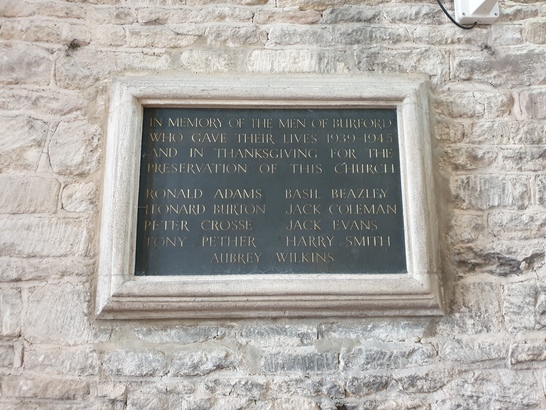 IN MEMORY OF THE MEN OF BURFORD
WHO GAVE THEIR LIVES 1939-1945
AND IN THANKSGIVING FOR THE
PRESERVATION OF THIS CHURCH
RONALD ADAMS BASIL BEAZLEY
LEONARD BURTON JACK COLEMAN
PETER CROSSE JACK EVANS
TONY PETHER HARRY SMITH
AUBREY WILKINS